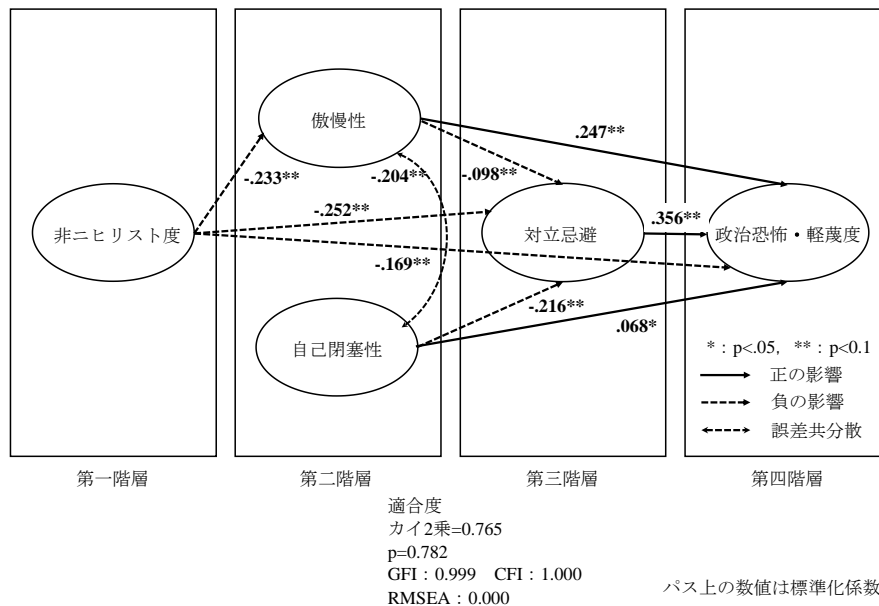 傲慢性
.247**
-.233**
-.204**
-.098**
-.252**
.356**
非ニヒリスト度
対立忌避
政治恐怖・軽蔑度
-.169**
-.216**
.068*
自己閉塞性
*：p<.05，**：p<0.1
正の影響
負の影響
誤差共分散
第一階層
第二階層
第三階層
第四階層
適合度
カイ2乗=0.765
p=0.782
GFI：0.999　CFI：1.000
RMSEA：0.000
パス上の数値は標準化係数